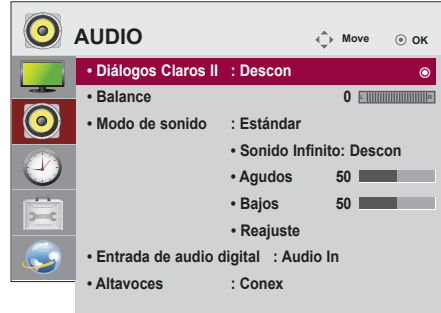 AUDIO
Move
OK
• Diálogos Claros II : Descon
• Balance 0 L R
• Modo de sonido : Estándar
• Sonido Infinito: Descon
• Agudos 50
• Bajos 50
• Reajuste
• Entrada de audio digital : Audio In
• Altavoces : Conex